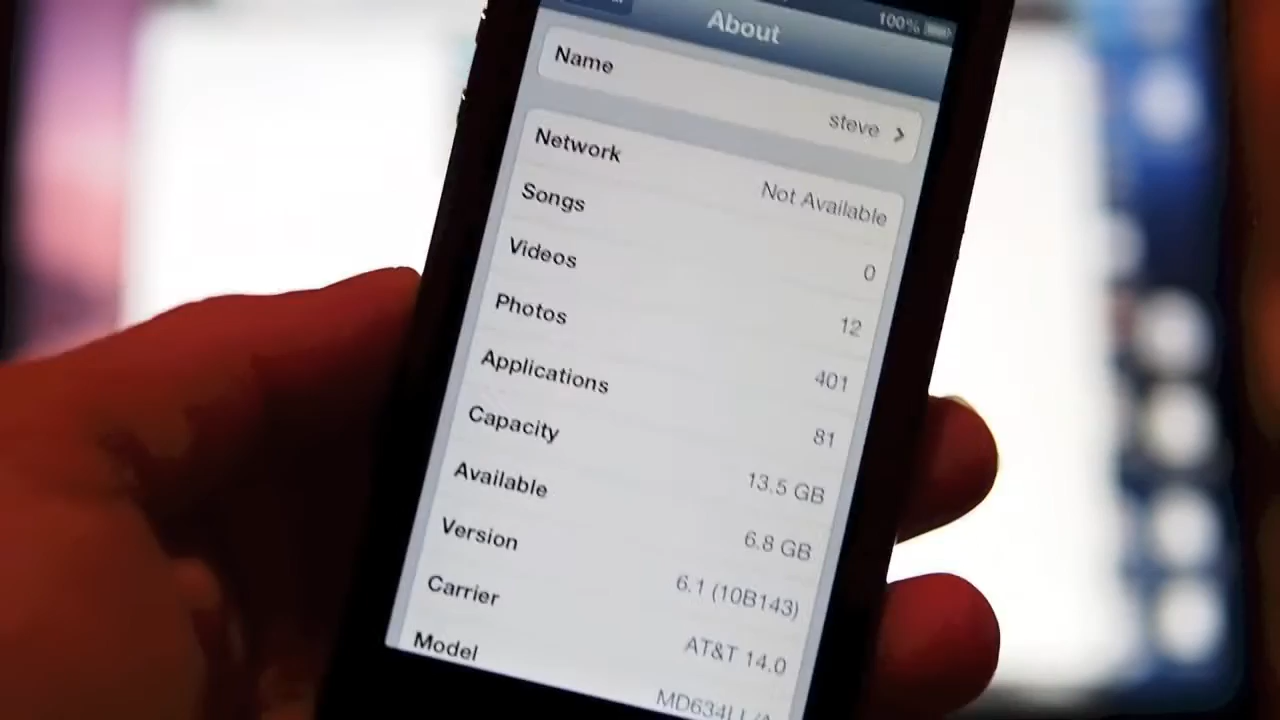 100%
About
Name steve
Network Not Available
Songs 0
Videos 12
Photos 401
Applications 81
Capacity 13.5 GB
Available 6.8 GB
Version 6.1 (10B143)
Carrier AT&T 14.0
Model MD634LL/A